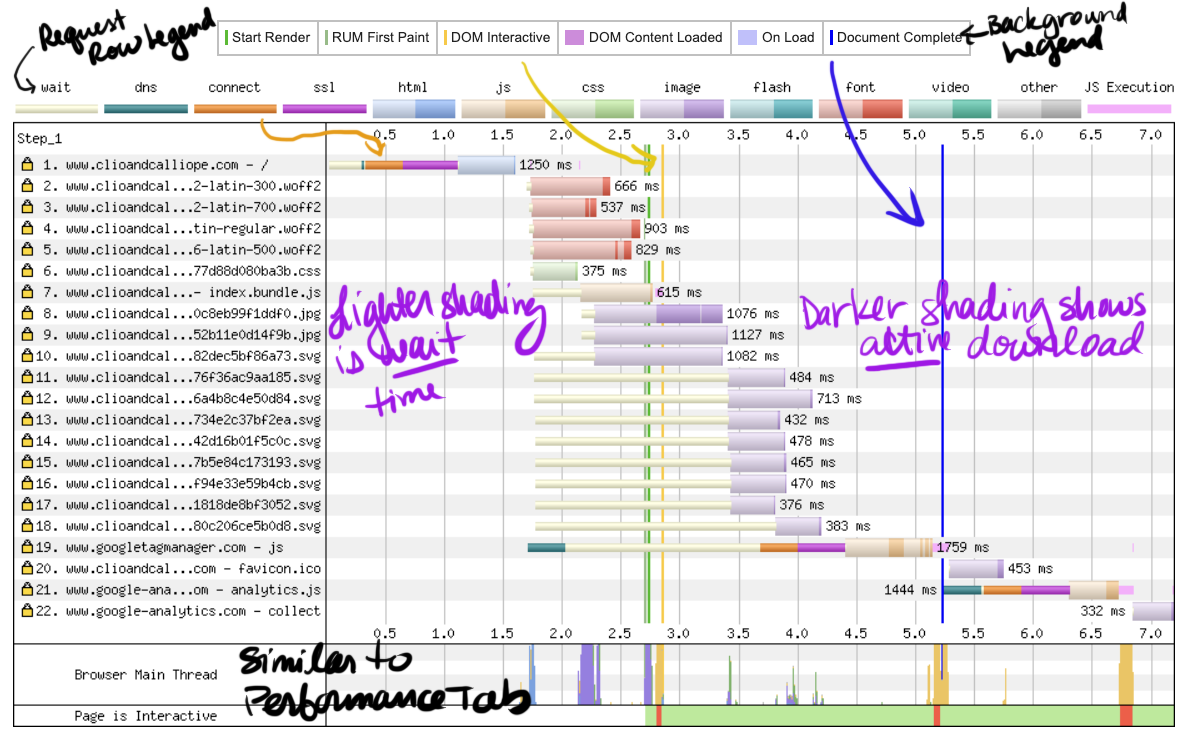 Request
Row Legend
Start Render
RUM First Paint
DOM Interactive
DOM Content Loaded
On Load
Document Complete
Background
Legend
wait dns connect ssl html js css image flash font video other JS Execution
Step_1 0.5 1.0 1.5 2.0 2.5 3.0 3.5 4.0 4.5 5.0 5.5 6.0 6.5 7.0
1. www.clioandcalliope.com - / 1250 ms
2. www.clioandcal...2-latin-300.woff2 666 ms
3. www.clioandcal...2-latin-700.woff2 537 ms
4. www.clioandcal...tin-regular.woff2 903 ms
5. www.clioandcal...6-latin-500.woff2 829 ms
6. www.clioandcal...77d88d080ba3b.css 375 ms
7. www.clioandcal...- index.bundle.js 615 ms
8. www.clioandcal...0c8eb99f1ddf0.jpg 1076 ms
9. www.clioandcal...52b11e0d14f9b.jpg 1127 ms
10. www.clioandcal...82dec5bf86a73.svg 1082 ms
11. www.clioandcal...76f36ac9aa185.svg 484 ms
12. www.clioandcal...6a4b8c4e50d84.svg 713 ms
13. www.clioandcal...734e2c37bf2ea.svg 432 ms
14. www.clioandcal...42d16b01f5c0c.svg 478 ms
15. www.clioandcal...7b5e84c173193.svg 465 ms
16. www.clioandcal...f94e33e59b4cb.svg 470 ms
17. www.clioandcal...1818de8bf3052.svg 376 ms
18. www.clioandcal...80c206ce5b0d8.svg 383 ms
19. www.googletagmanager.com - js 1759 ms
20. www.clioandcal...com - favicon.ico 453 ms
21. www.google-ana...om - analytics.js 1444 ms
22. www.google-analytics.com - collect 332 ms
Lighter shading
is wait
time
Darker shading shows
active download
0.5 1.0 1.5 2.0 2.5 3.0 3.5 4.0 4.5 5.0 5.5 6.0 6.5 7.0
Browser Main Thread
Similar to
Performance Tab
Page is Interactive